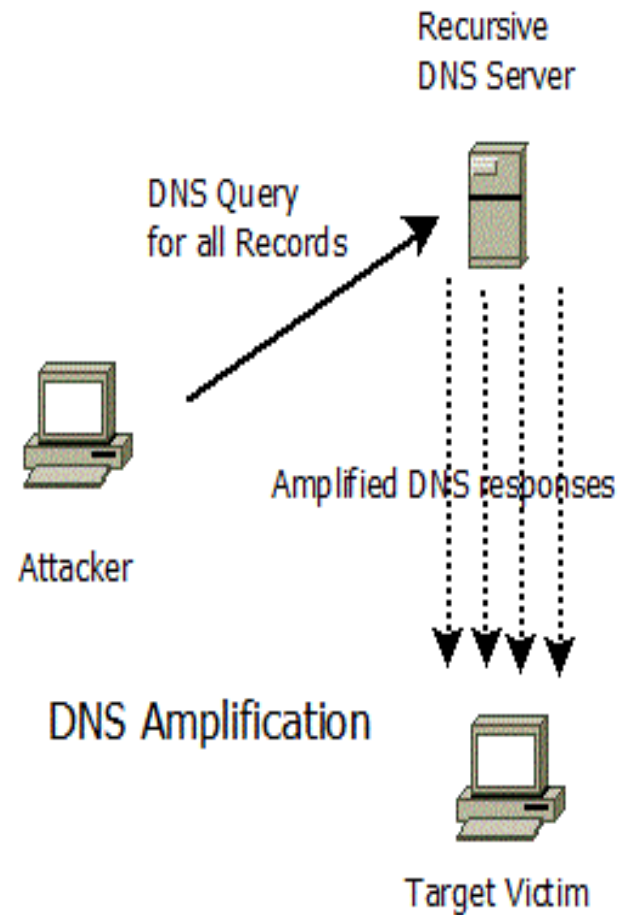 Recursive
DNS Server
DNS Query
for all Records
Amplified DNS responses
Attacker
DNS Amplification
Target Victim